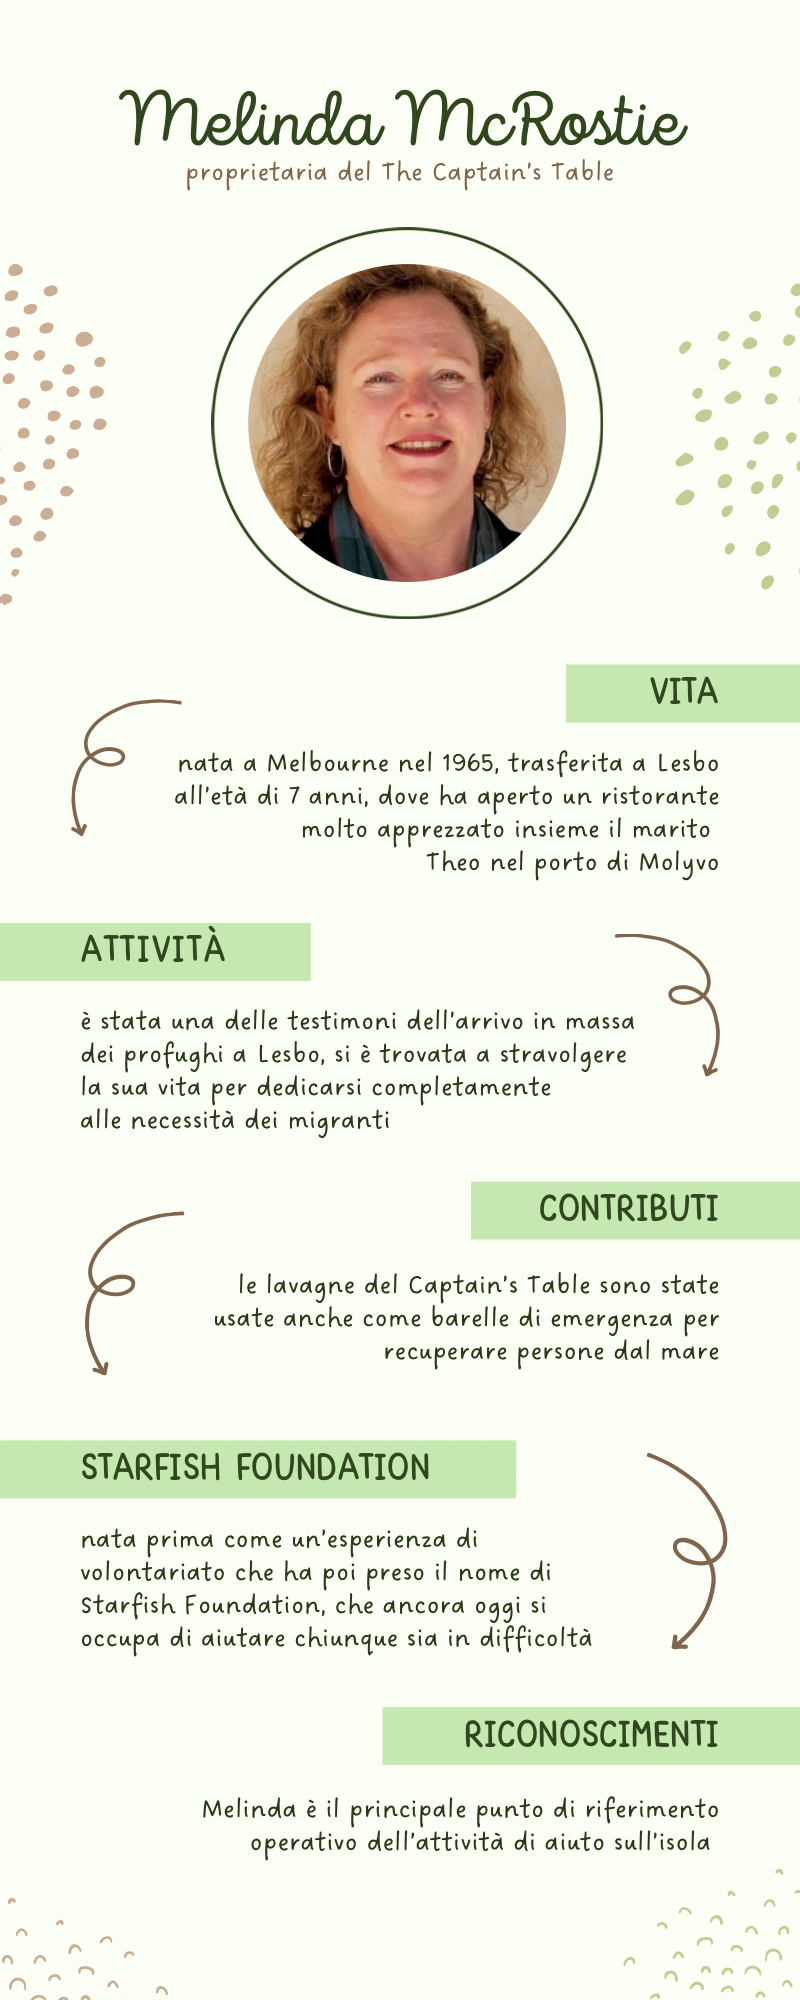 Melinda McRostie
proprietaria del The Captain's Table
VITA
nata a Melbourne nel 1965, trasferita a Lesbo
all'età di 7 anni, dove ha aperto un ristorante
molto apprezzato insieme il marito
Theo nel porto di Molyvo
ATTIVITÀ
è stata una delle testimoni dell'arrivo in massa
dei profughi a Lesbo, si è trovata a stravolgere
la sua vita per dedicarsi completamente
alle necessità dei migranti
CONTRIBUTI
le lavagne del Captain's Table sono state
usate anche come barelle di emergenza per
recuperare persone dal mare
STARFISH FOUNDATION
nata prima come un'esperienza di
volontariato che ha poi preso il nome di
Starfish Foundation, che ancora oggi si
occupa di aiutare chiunque sia in difficoltà
RICONOSCIMENTI
Melinda è il principale punto di riferimento
operativo dell'attività di aiuto sull'isola